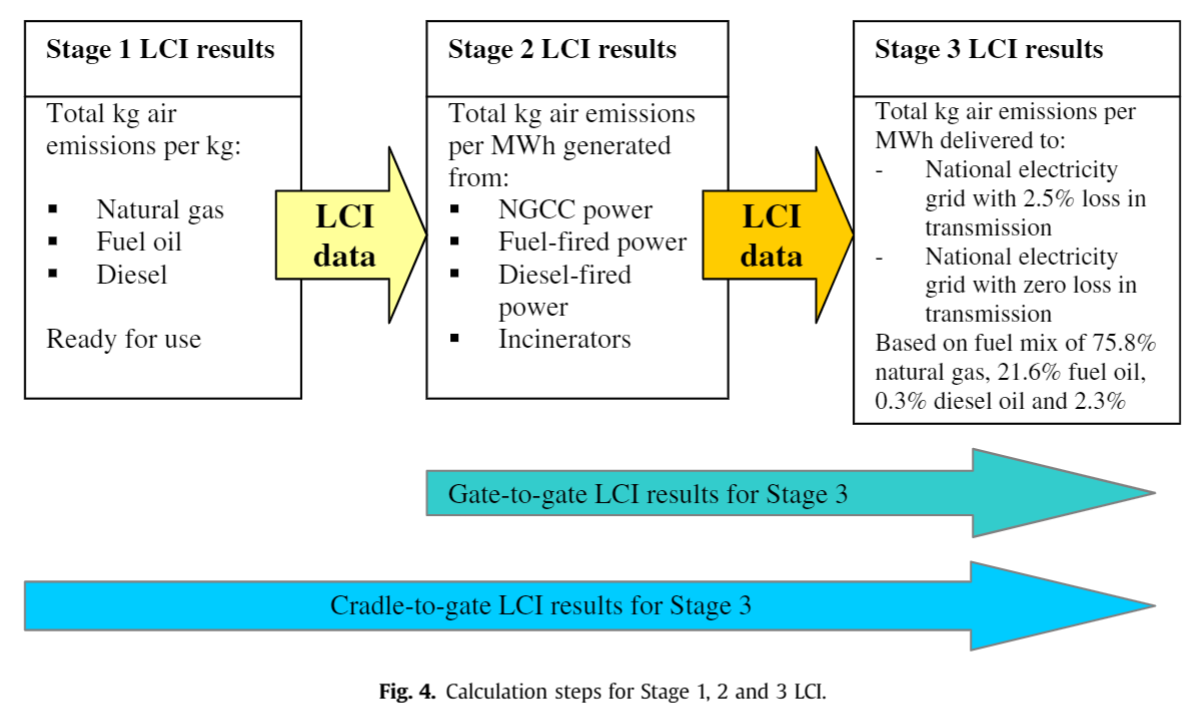 Stage 1 LCI results
Total kg air
emissions per kg:
▪ Natural gas
▪ Fuel oil
▪ Diesel
Ready for use
LCI
data
Stage 2 LCI results
Total kg air emissions
per MWh generated
from:
▪ NGCC power
▪ Fuel-fired power
▪ Diesel-fired
power
▪ Incinerators
LCI
data
Stage 3 LCI results
Total kg air emissions per
MWh delivered to:
- National electricity
grid with 2.5% loss in
transmission
- National electricity
grid with zero loss in
transmission
Based on fuel mix of 75.8%
natural gas, 21.6% fuel oil,
0.3% diesel oil and 2.3%
Gate-to-gate LCI results for Stage 3
Cradle-to-gate LCI results for Stage 3
Fig. 4. Calculation steps for Stage 1, 2 and 3 LCI.